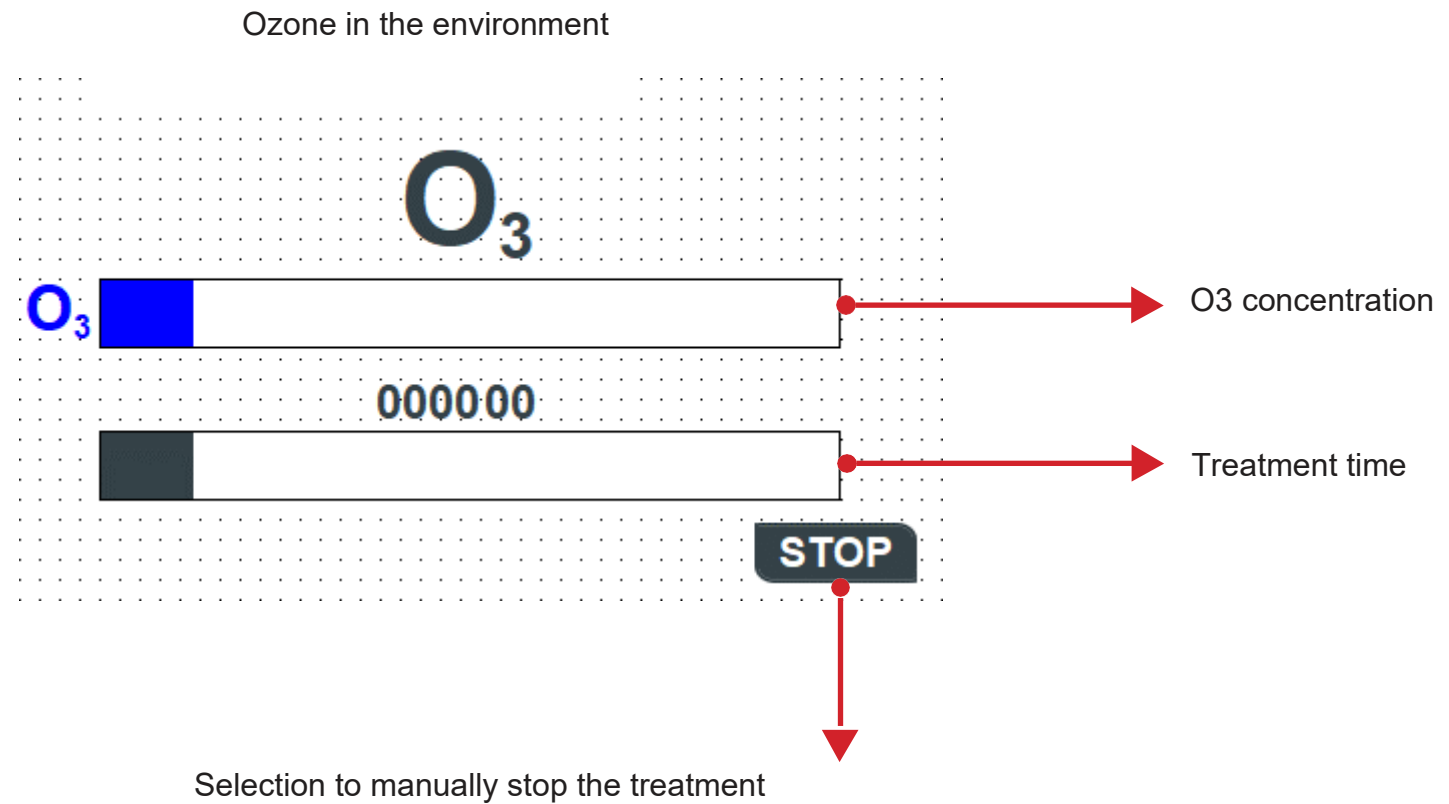 Ozone in the environment
O₃
O₃
O3 concentration
000000
Treatment time
STOP
Selection to manually stop the treatment